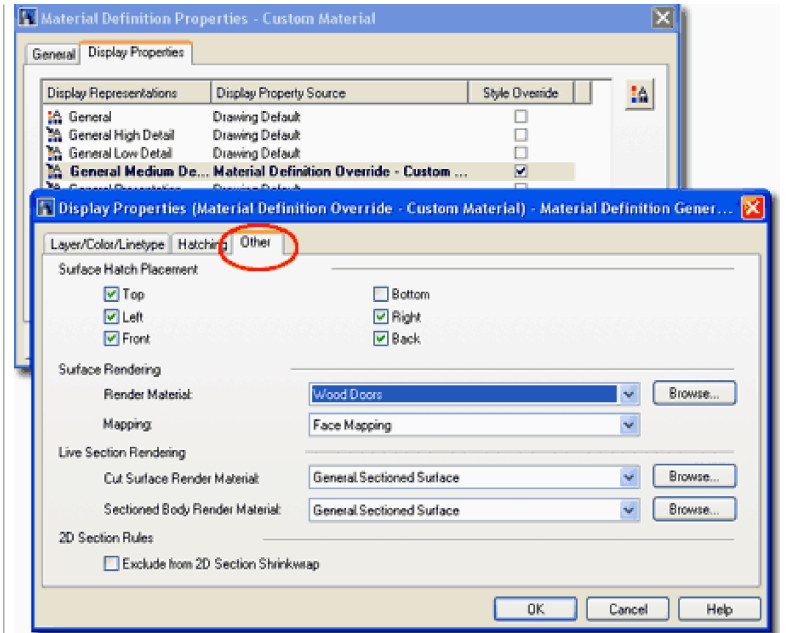 Material Definition Properties - Custom Material
General Display Properties
Display Representations Display Property Source Style Override
General Drawing Default
General High Detail Drawing Default
General Low Detail Drawing Default
General Medium De... Material Definition Override - Custom ...
General Presentation Drawing Default
Display Properties (Material Definition Override - Custom Material) - Material Definition Gener...
Layer/Color/Linetype Hatching Other
Surface Hatch Placement
Top Bottom
Left Right
Front Back
Surface Rendering
Render Material: Wood Doors Browse...
Mapping: Face Mapping
Live Section Rendering
Cut Surface Render Material: General.Sectioned Surface Browse...
Sectioned Body Render Material: General.Sectioned Surface Browse...
2D Section Rules
Exclude from 2D Section Shrinkwrap
OK Cancel Help